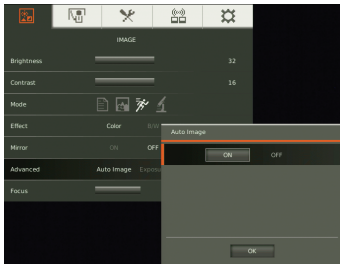 IMAGE
Brightness 32
Contrast 16
Mode
Effect Color B/W
Mirror ON OFF
Advanced Auto Image Exposu
Focus
Auto Image
ON OFF
OK